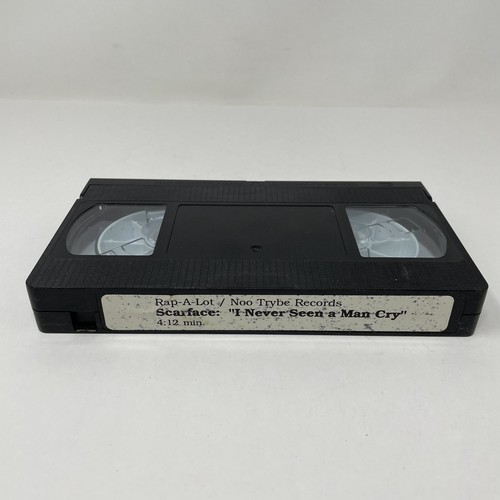 Rap-A-Lot / Noo Trybe Records
Scarface: "I Never Seen a Man Cry"
4:12 min.